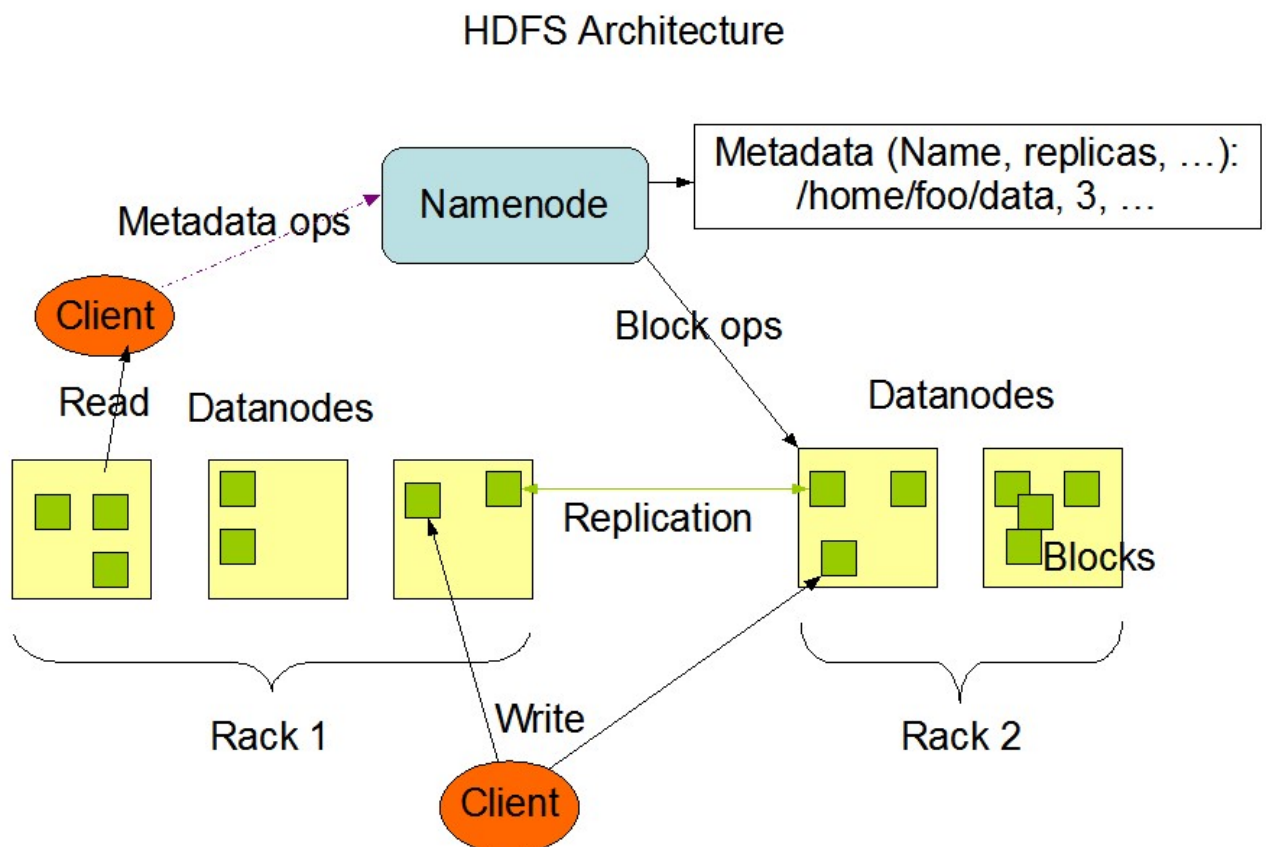 HDFS Architecture
Metadata (Name, replicas, …):
/home/foo/data, 3, …
Namenode
Metadata ops
Client
Block ops
Read
Datanodes
Datanodes
Replication
Blocks
Rack 1
Write
Rack 2
Client